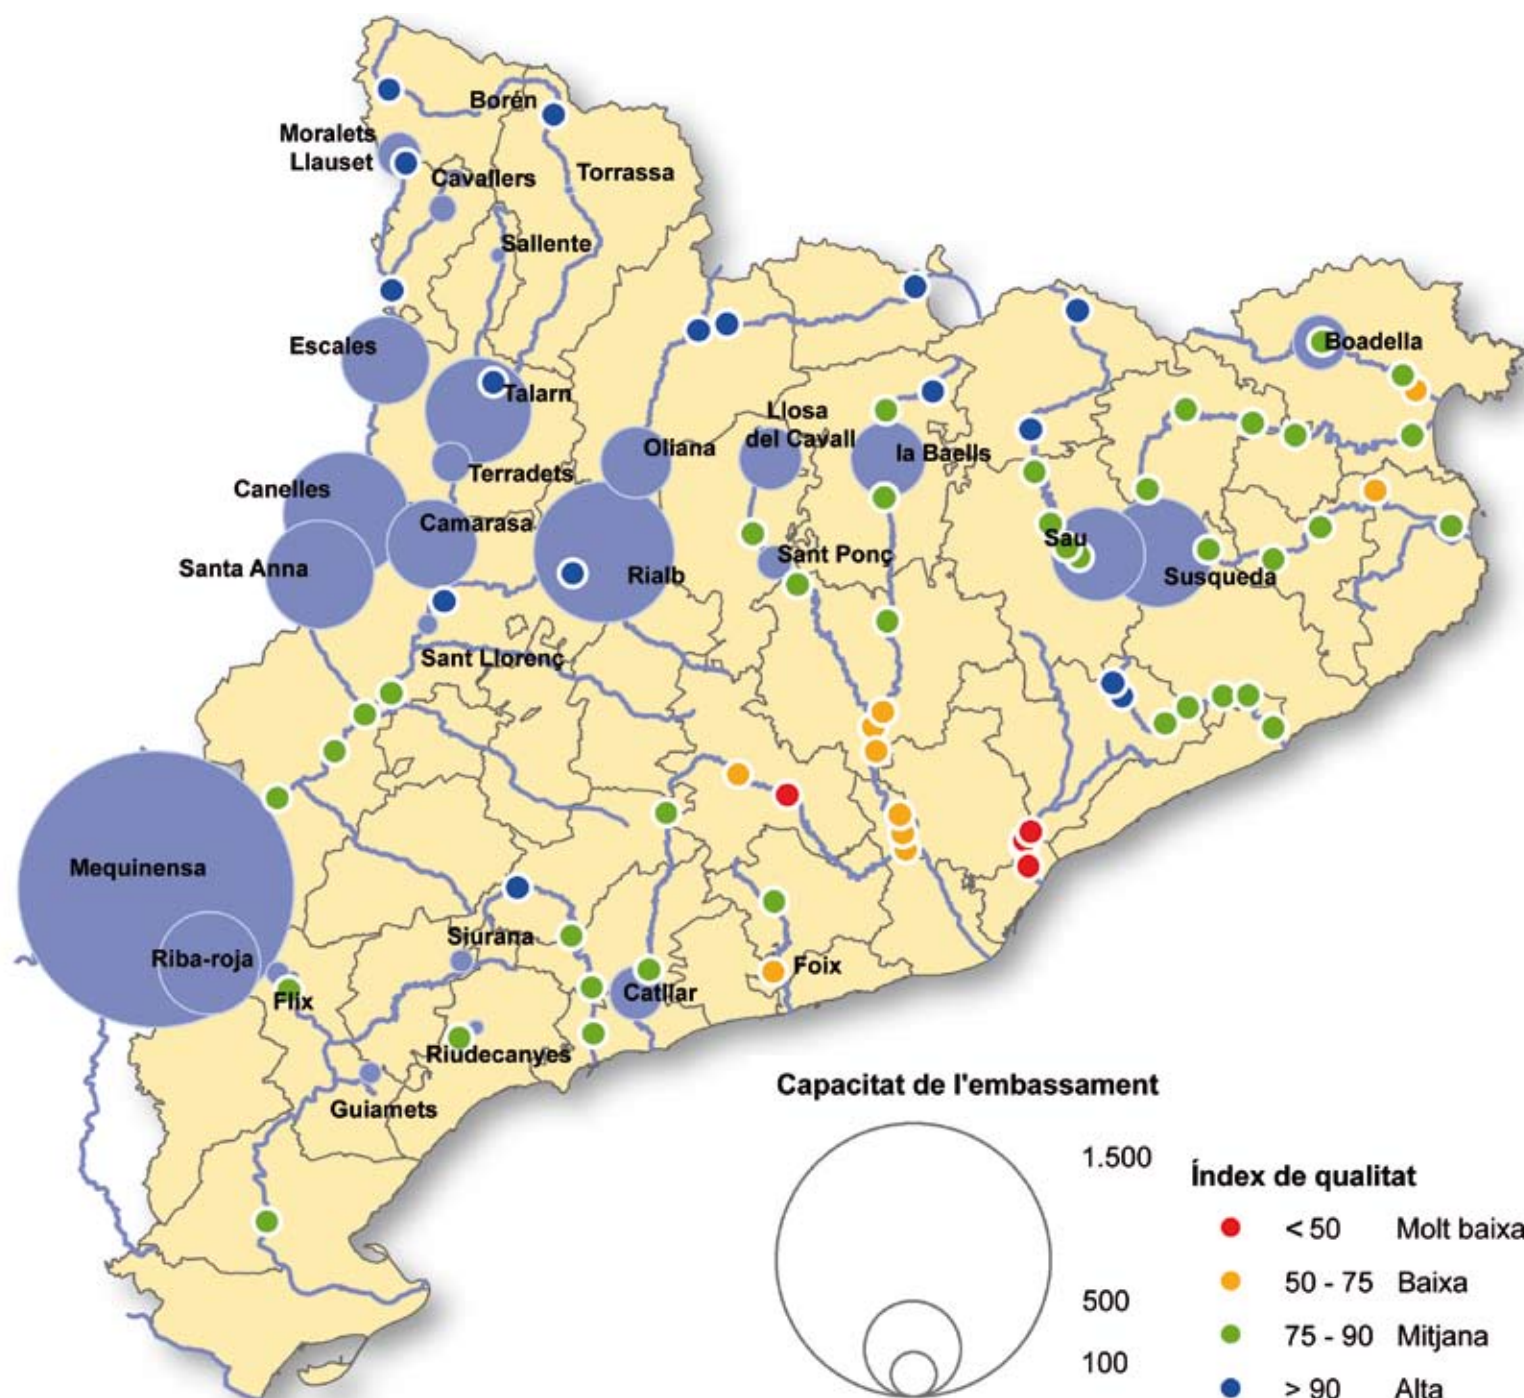 Borén
Moralets
Llauset
Cavallers
Torrassa
Sallente
Escales
Boadella
Talarn
Llosa
del Cavall
Oliana
la Baells
Terradets
Canelles
Camarasa
Sau
Santa Anna
Sant Ponç
Rialb
Susqueda
Sant Llorenç
Mequinensa
Siurana
Riba-roja
Foix
Flix
Catllar
Riudecanyes
Guiamets
Capacitat de l'embassament
1.500
500
100
Índex de qualitat
< 50 Molt baixa
50 - 75 Baixa
75 - 90 Mitjana
> 90 Alta